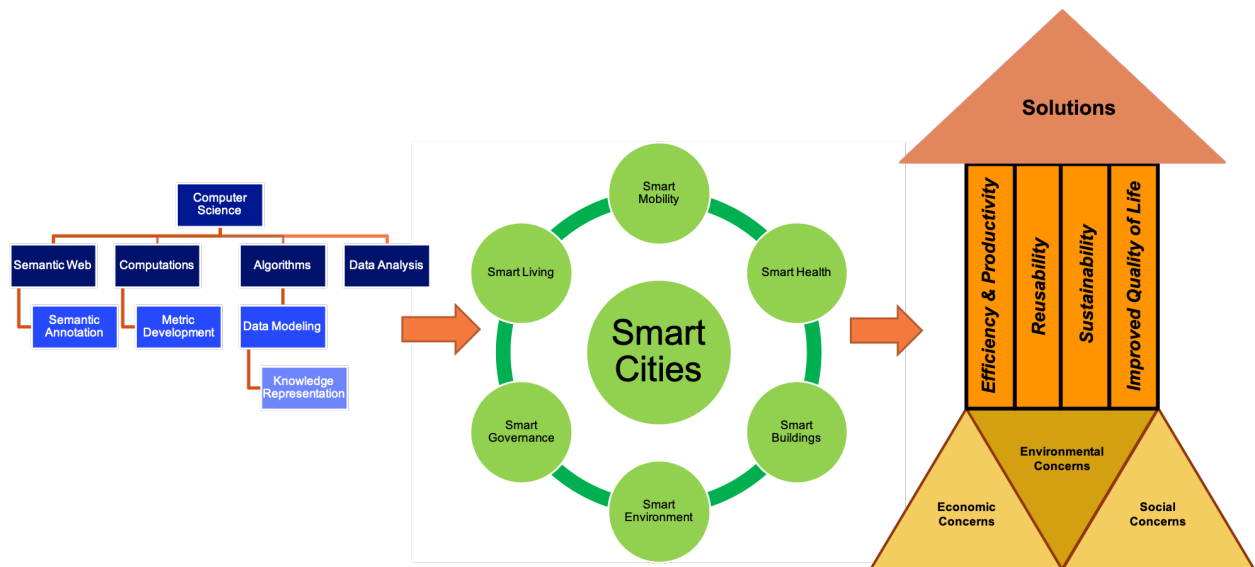 Computer
Science
Semantic Web
Computations
Algorithms
Data Analysis
Semantic
Annotation
Metric
Development
Data Modeling
Knowledge
Representation
Smart
Mobility
Smart Living
Smart Health
Smart
Cities
Smart
Governance
Smart
Buildings
Smart
Environment
Solutions
Efficiency & Productivity
Reusability
Sustainability
Improved Quality of Life
Environmental
Concerns
Economic
Concerns
Social
Concerns